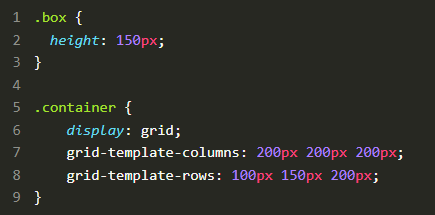 1 .box {
2   height: 150px;
3 }
4
5 .container {
6     display: grid;
7     grid-template-columns: 200px 200px 200px;
8     grid-template-rows: 100px 150px 200px;
9 }